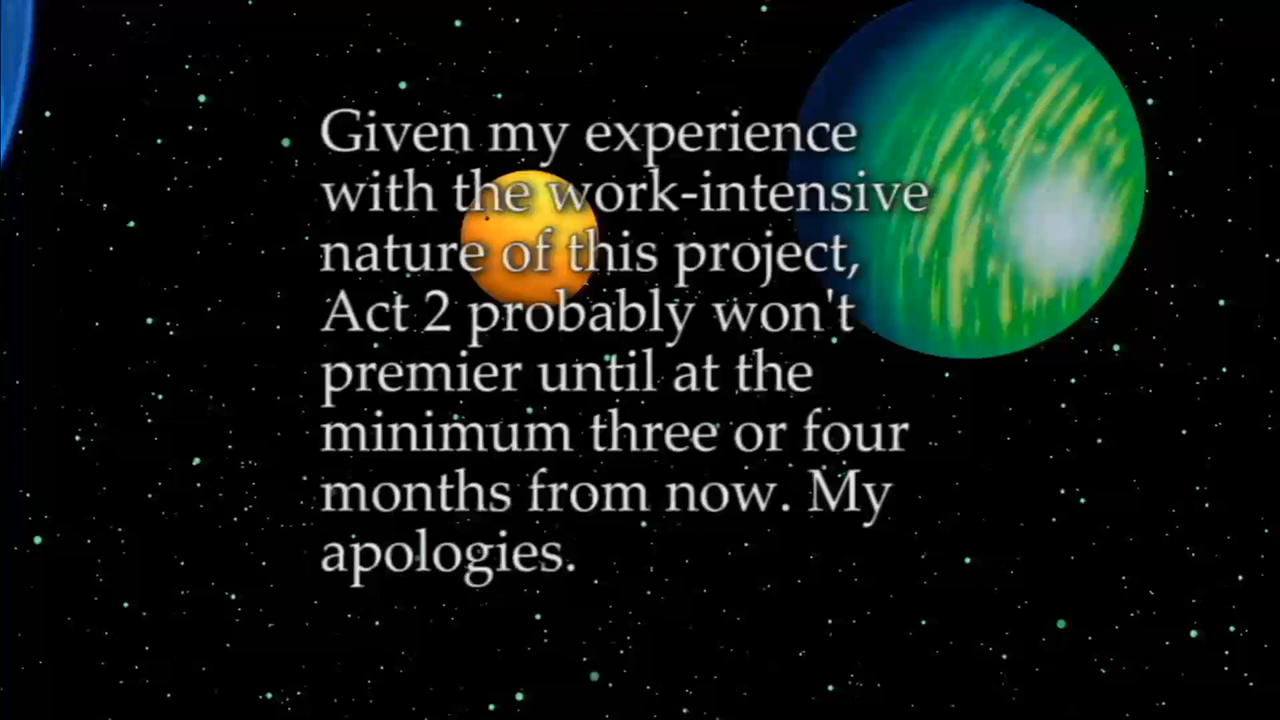 Given my experience
with the work-intensive
nature of this project,
Act 2 probably won't
premier until at the
minimum three or four
months from now. My
apologies.